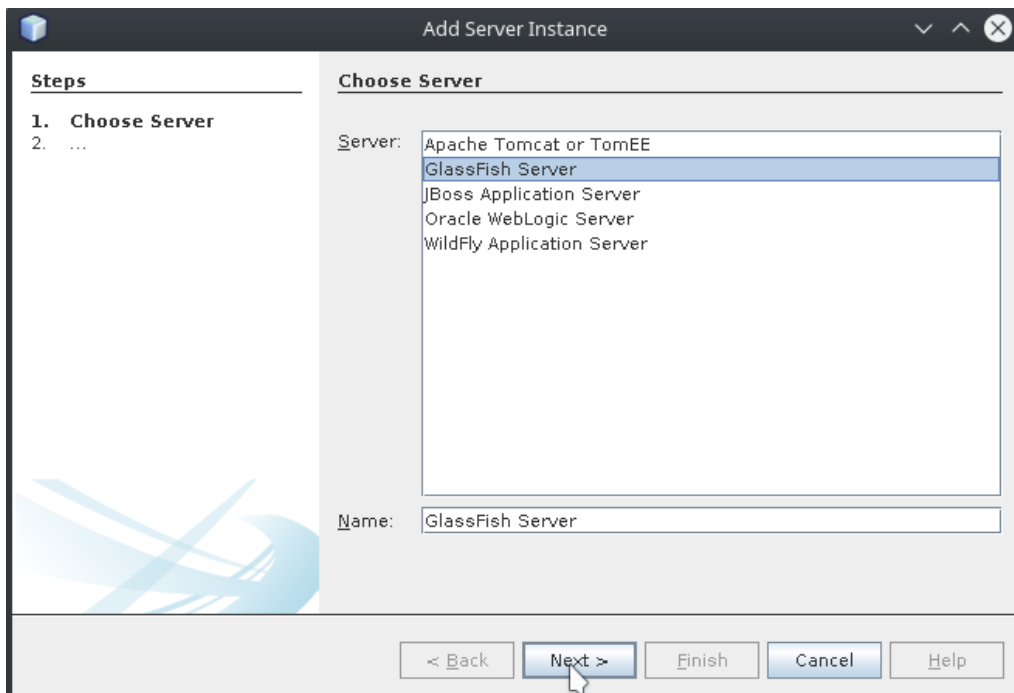 Add Server Instance
Steps
1. Choose Server
2. ...
Choose Server
Server:
Apache Tomcat or TomEE
GlassFish Server
JBoss Application Server
Oracle WebLogic Server
WildFly Application Server
Name: GlassFish Server
< Back Next > Finish Cancel Help